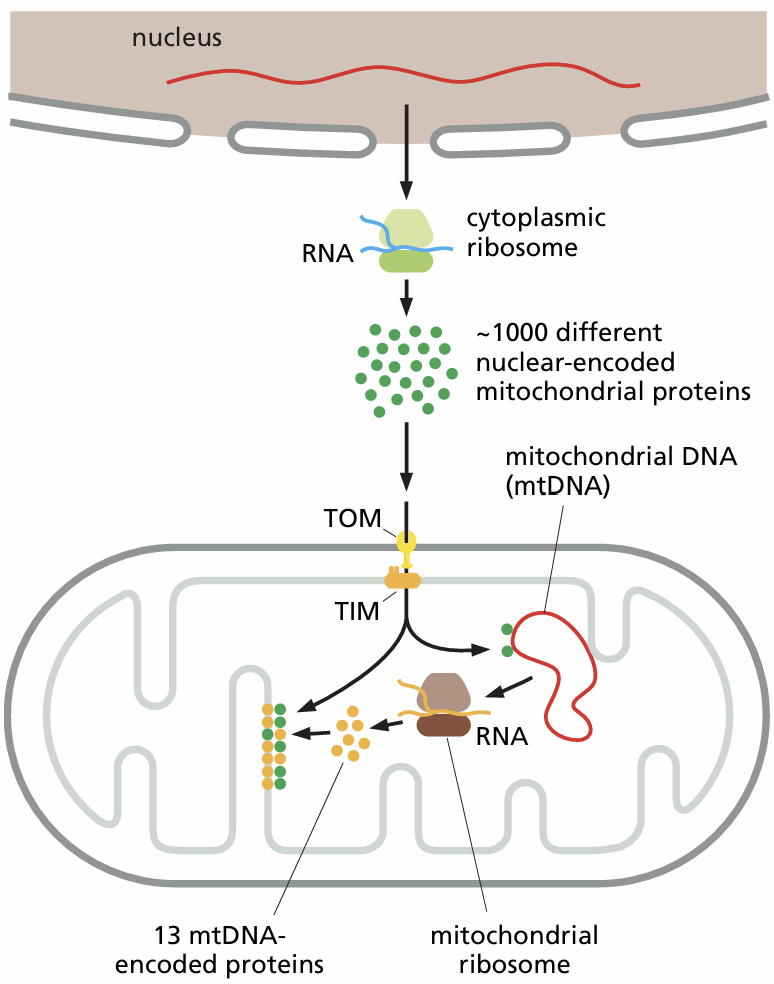 nucleus
cytoplasmic
ribosome
RNA
~1000 different
nuclear-encoded
mitochondrial proteins
mitochondrial DNA
(mtDNA)
TOM
TIM
RNA
13 mtDNA-
encoded proteins
mitochondrial
ribosome